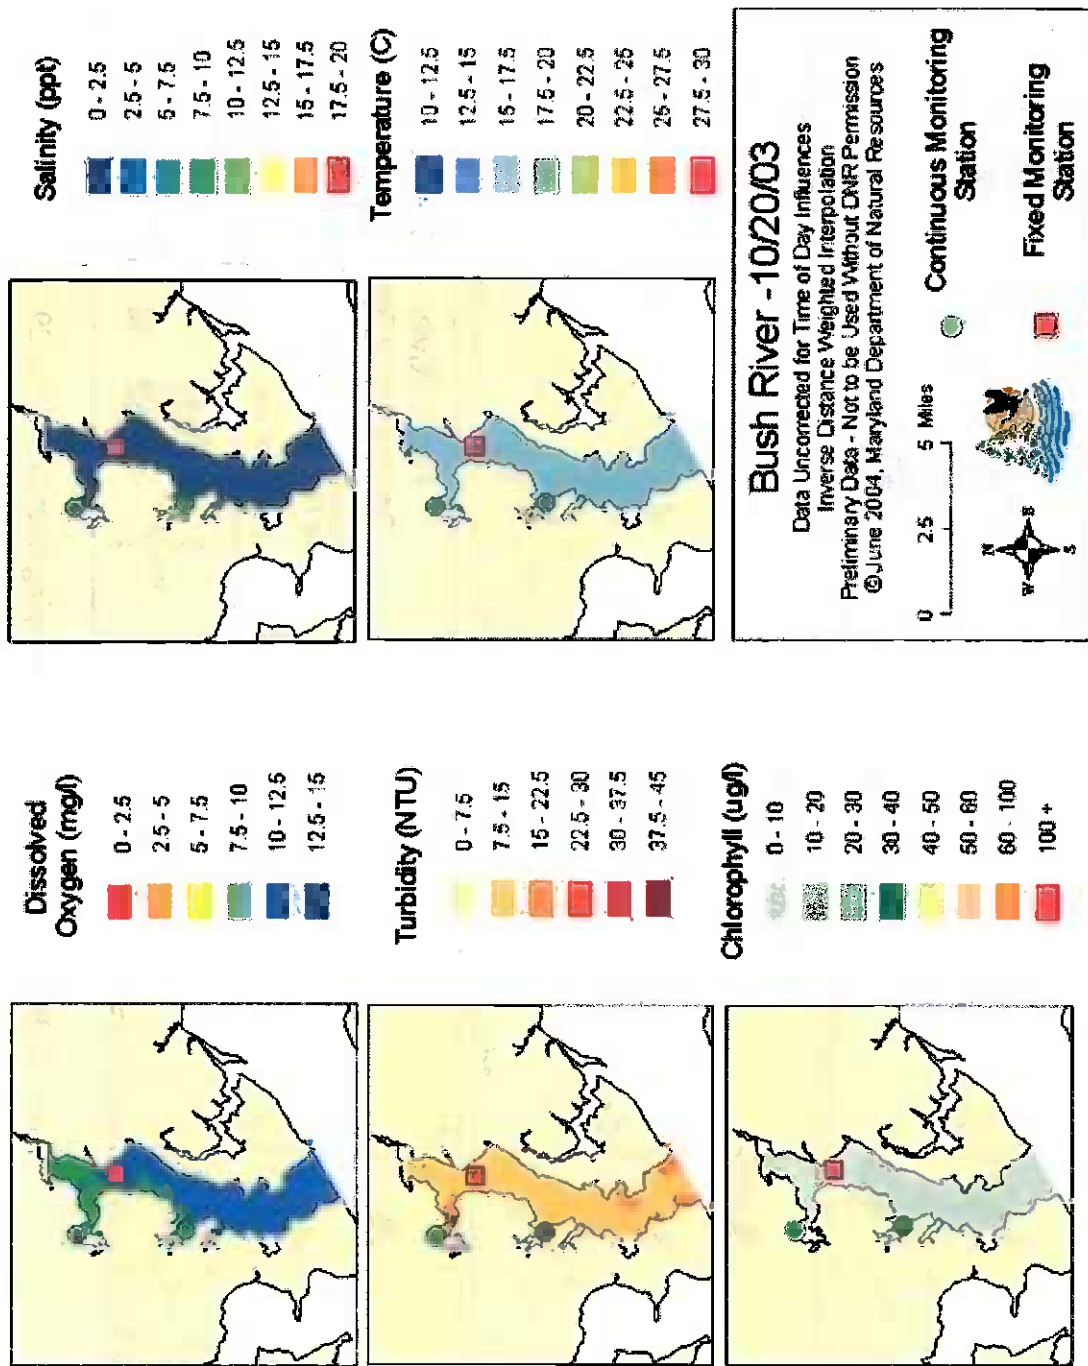 Dissolved
Oxygen (mg/l)
0 - 2.5
2.5 - 5
5 - 7.5
7.5 - 10
10 - 12.5
12.5 - 15
Salinity (ppt)
0 - 2.5
2.5 - 5
5 - 7.5
7.5 - 10
10 - 12.5
12.5 - 15
15 - 17.5
17.5 - 20
Turbidity (NTU)
0 - 7.5
7.5 - 15
15 - 22.5
22.5 - 30
30 - 37.5
37.5 - 45
Temperature (C)
10 - 12.5
12.5 - 15
15 - 17.5
17.5 - 20
20 - 22.5
22.5 - 25
25 - 27.5
27.5 - 30
Chlorophyll (ug/l)
0 - 10
10 - 20
20 - 30
30 - 40
40 - 50
50 - 60
60 - 100
100 +
Bush River - 10/20/03
Data Uncorrected for Time of Day Influences
Inverse Distance Weighted Interpolation
Preliminary Data - Not to be Used Without DNR Permission
© June 2004, Maryland Department of Natural Resources
0 2.5 5 Miles
N
W E
S
Continuous Monitoring
Station
Fixed Monitoring
Station